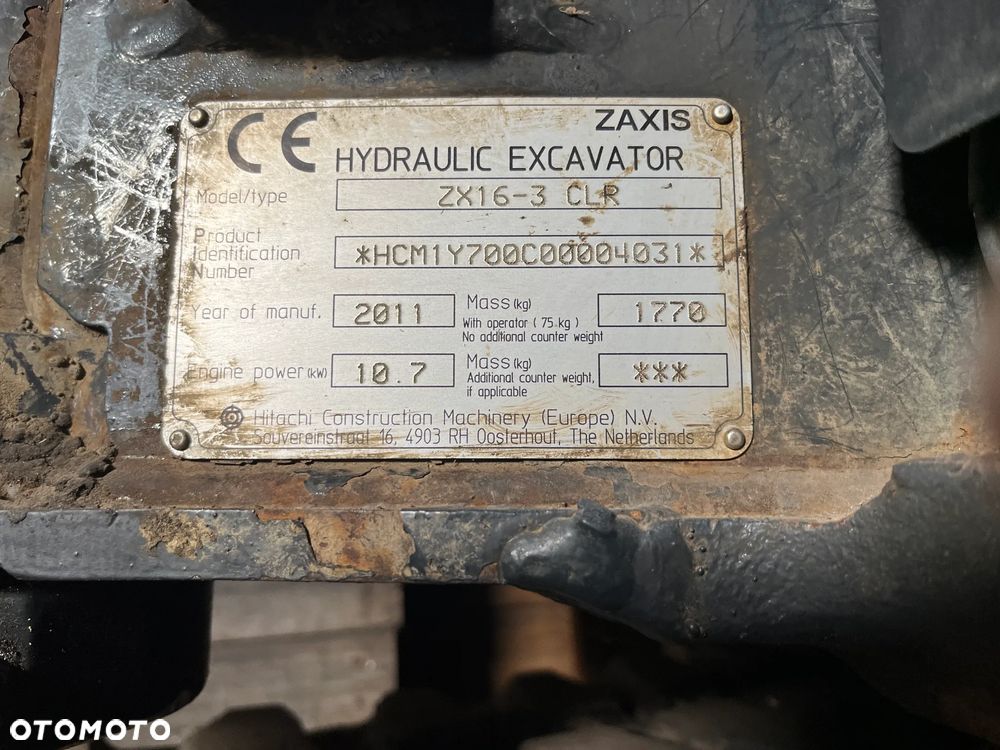 CE ZAXIS
HYDRAULIC EXCAVATOR
Model/type ZX16-3 CLR
Product
Identification *HCM1Y700C00004031*
Number
Year of manuf. 2011 Mass (kg) 1770
With operator ( 75 kg )
No additional counter weight
Engine power (kW) 10.7 Mass (kg) ***
Additional counter weight,
if applicable
Hitachi Construction Machinery (Europe) N.V.
Souvereinstraat 16, 4903 RH Oosterhout, The Netherlands
OTOMOTO